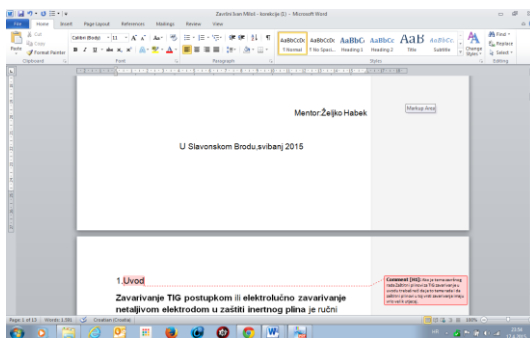 Završni Ivan Mitić - korekcije (1) - Microsoft Word
File Home Insert Page Layout References Mailings Review View
Cut
Copy
Format Painter
Paste
Clipboard
Calibri (Body) 11
Font
Paragraph
AaBbCcDc AaBbCcDc AaBbC AaBbCc AaB AaBbCc.
¶ Normal ¶ No Spaci... Heading 1 Heading 2 Title Subtitle
Change Styles
Styles
Find
Replace
Select
Editing
Mentor:Željko Habek
Markup Area
U Slavonskom Brodu,svibanj 2015
1.Uvod
Zavarivanje TIG postupkom ili elektrolučno zavarivanje
netaljivom elektrodom u zaštiti inertnog plina je ručni
Page 1 of 13 Words: 1.501 Croatian (Croatia) 100%
HR